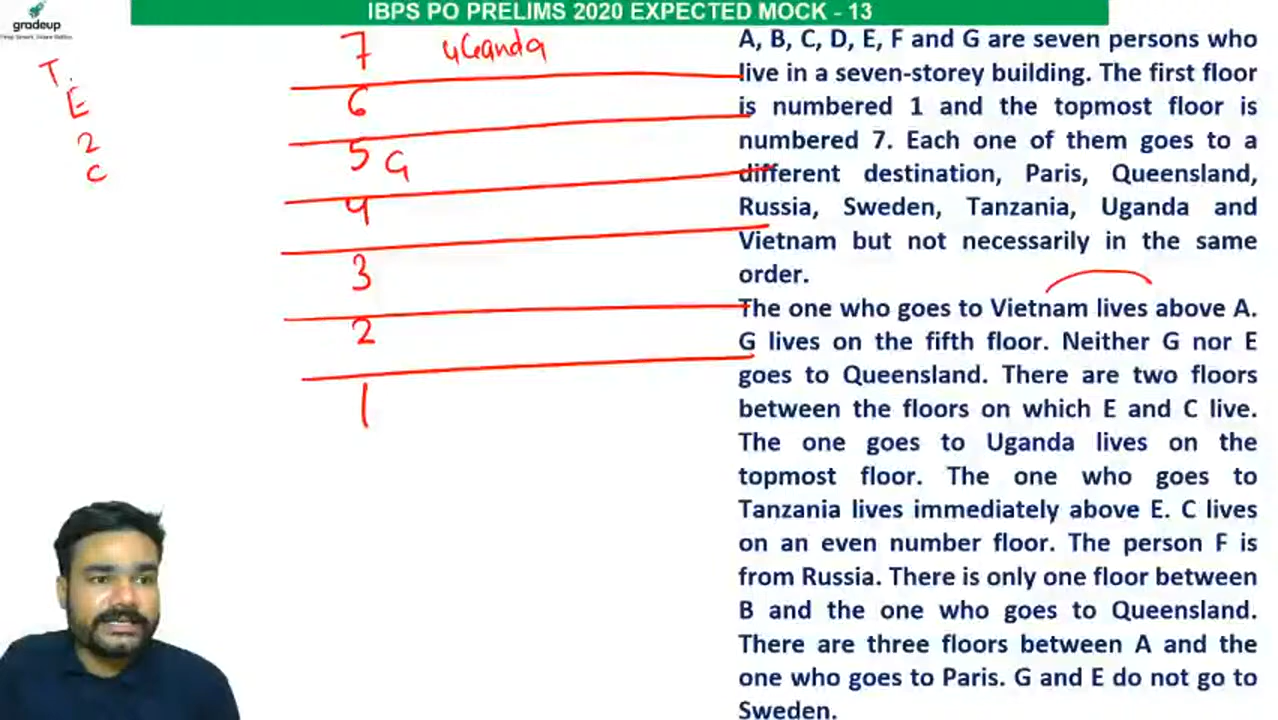 IBPS PO PRELIMS 2020 EXPECTED MOCK - 13
gradeup
T.
E
2
C
7 uGanda
6
5 G
4
3
2
1
A, B, C, D, E, F and G are seven persons who
live in a seven-storey building. The first floor
is numbered 1 and the topmost floor is
numbered 7. Each one of them goes to a
different destination, Paris, Queensland,
Russia, Sweden, Tanzania, Uganda and
Vietnam but not necessarily in the same
order.
The one who goes to Vietnam lives above A.
G lives on the fifth floor. Neither G nor E
goes to Queensland. There are two floors
between the floors on which E and C live.
The one goes to Uganda lives on the
topmost floor. The one who goes to
Tanzania lives immediately above E. C lives
on an even number floor. The person F is
from Russia. There is only one floor between
B and the one who goes to Queensland.
There are three floors between A and the
one who goes to Paris. G and E do not go to
Sweden.